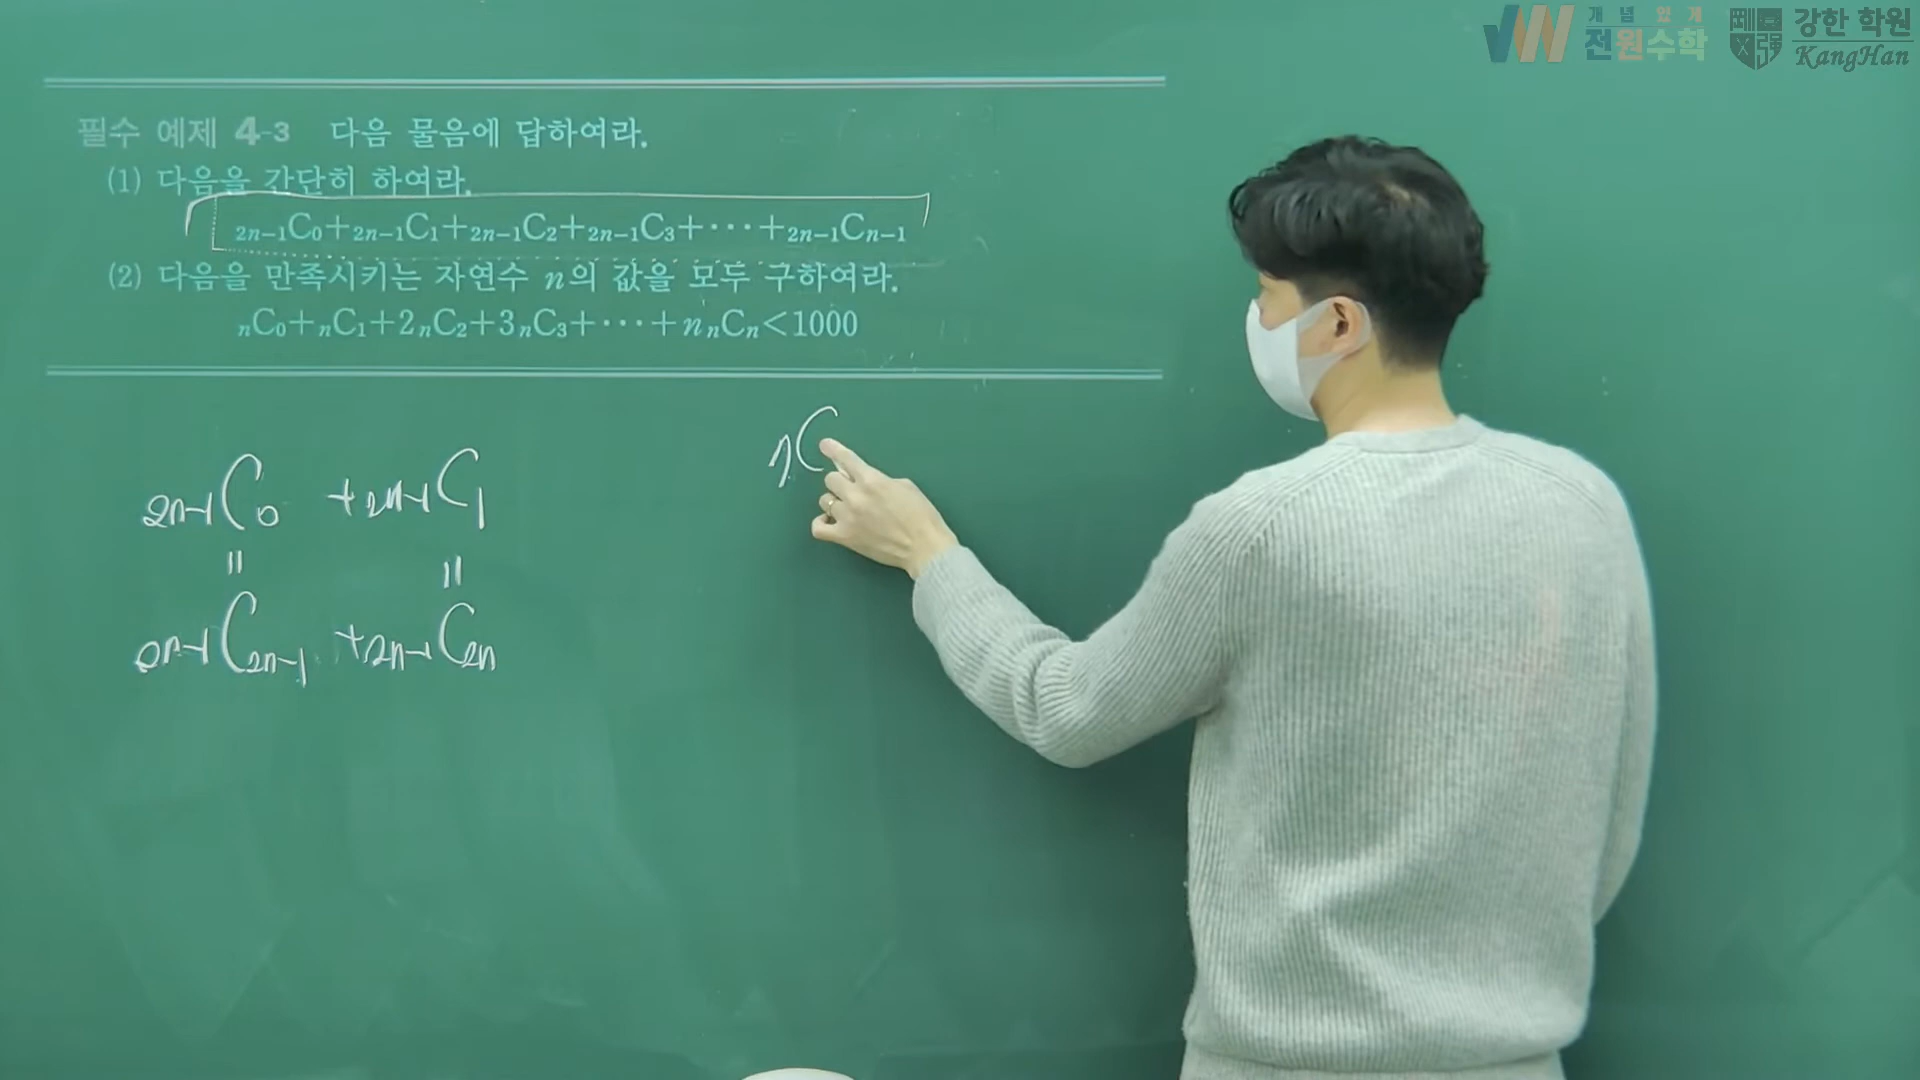 개념있게
전원수학
강한 학원
KangHan
필수 예제 4-3 다음 물음에 답하여라.
(1) 다음을 간단히 하여라.
₂ₙ₋₁C₀+₂ₙ₋₁C₁+₂ₙ₋₁C₂+₂ₙ₋₁C₃+···+₂ₙ₋₁Cₙ₋₁
(2) 다음을 만족시키는 자연수 n의 값을 모두 구하여라.
ₙC₀+ₙC₁+2ₙC₂+3ₙC₃+···+nₙCₙ<1000
₂ₙ₋₁C₀ +₂ₙ₋₁C₁
= =
₂ₙ₋₁C₂ₙ₋₁ +₂ₙ₋₁C₂ₙ
₇C